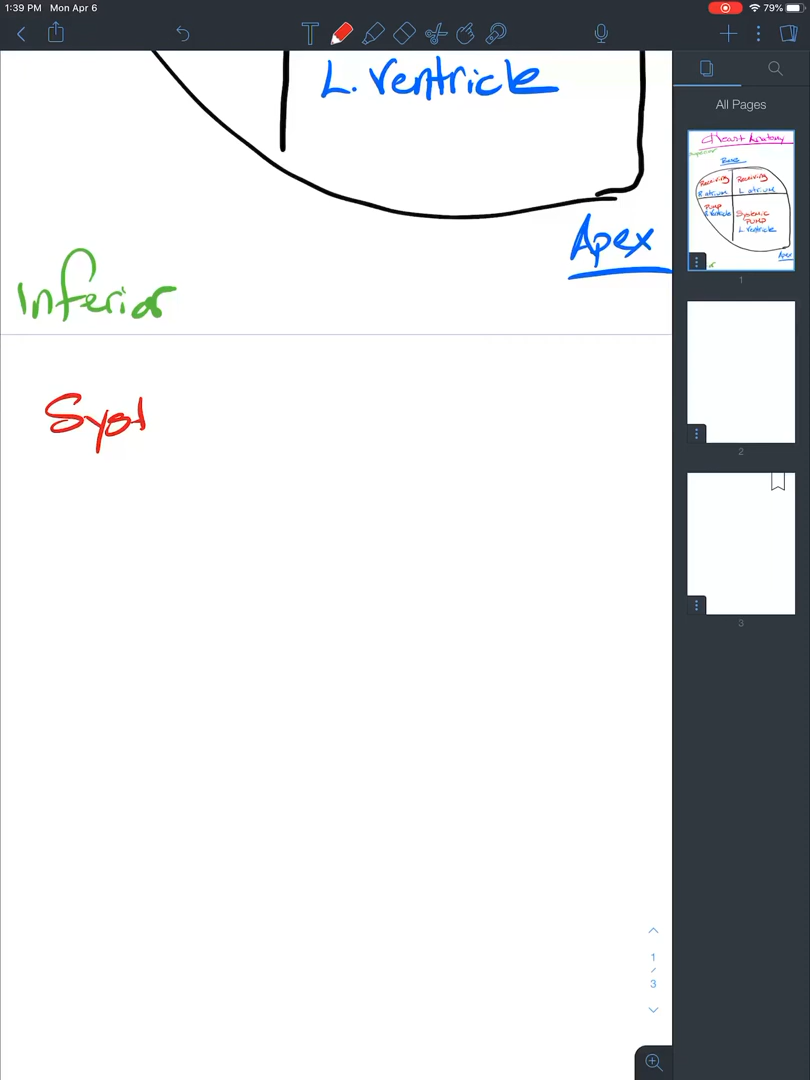 1:39 PM Mon Apr 6
79%
All Pages
L. Ventricle
Apex
Inferior
Syst
1
3
Heart Anatomy
Superior
Base
Receiving
Receiving
R atrium
L atrium
Pump
R Ventricle
Systemic
Pump
L Ventricle
Apex
1
2
3